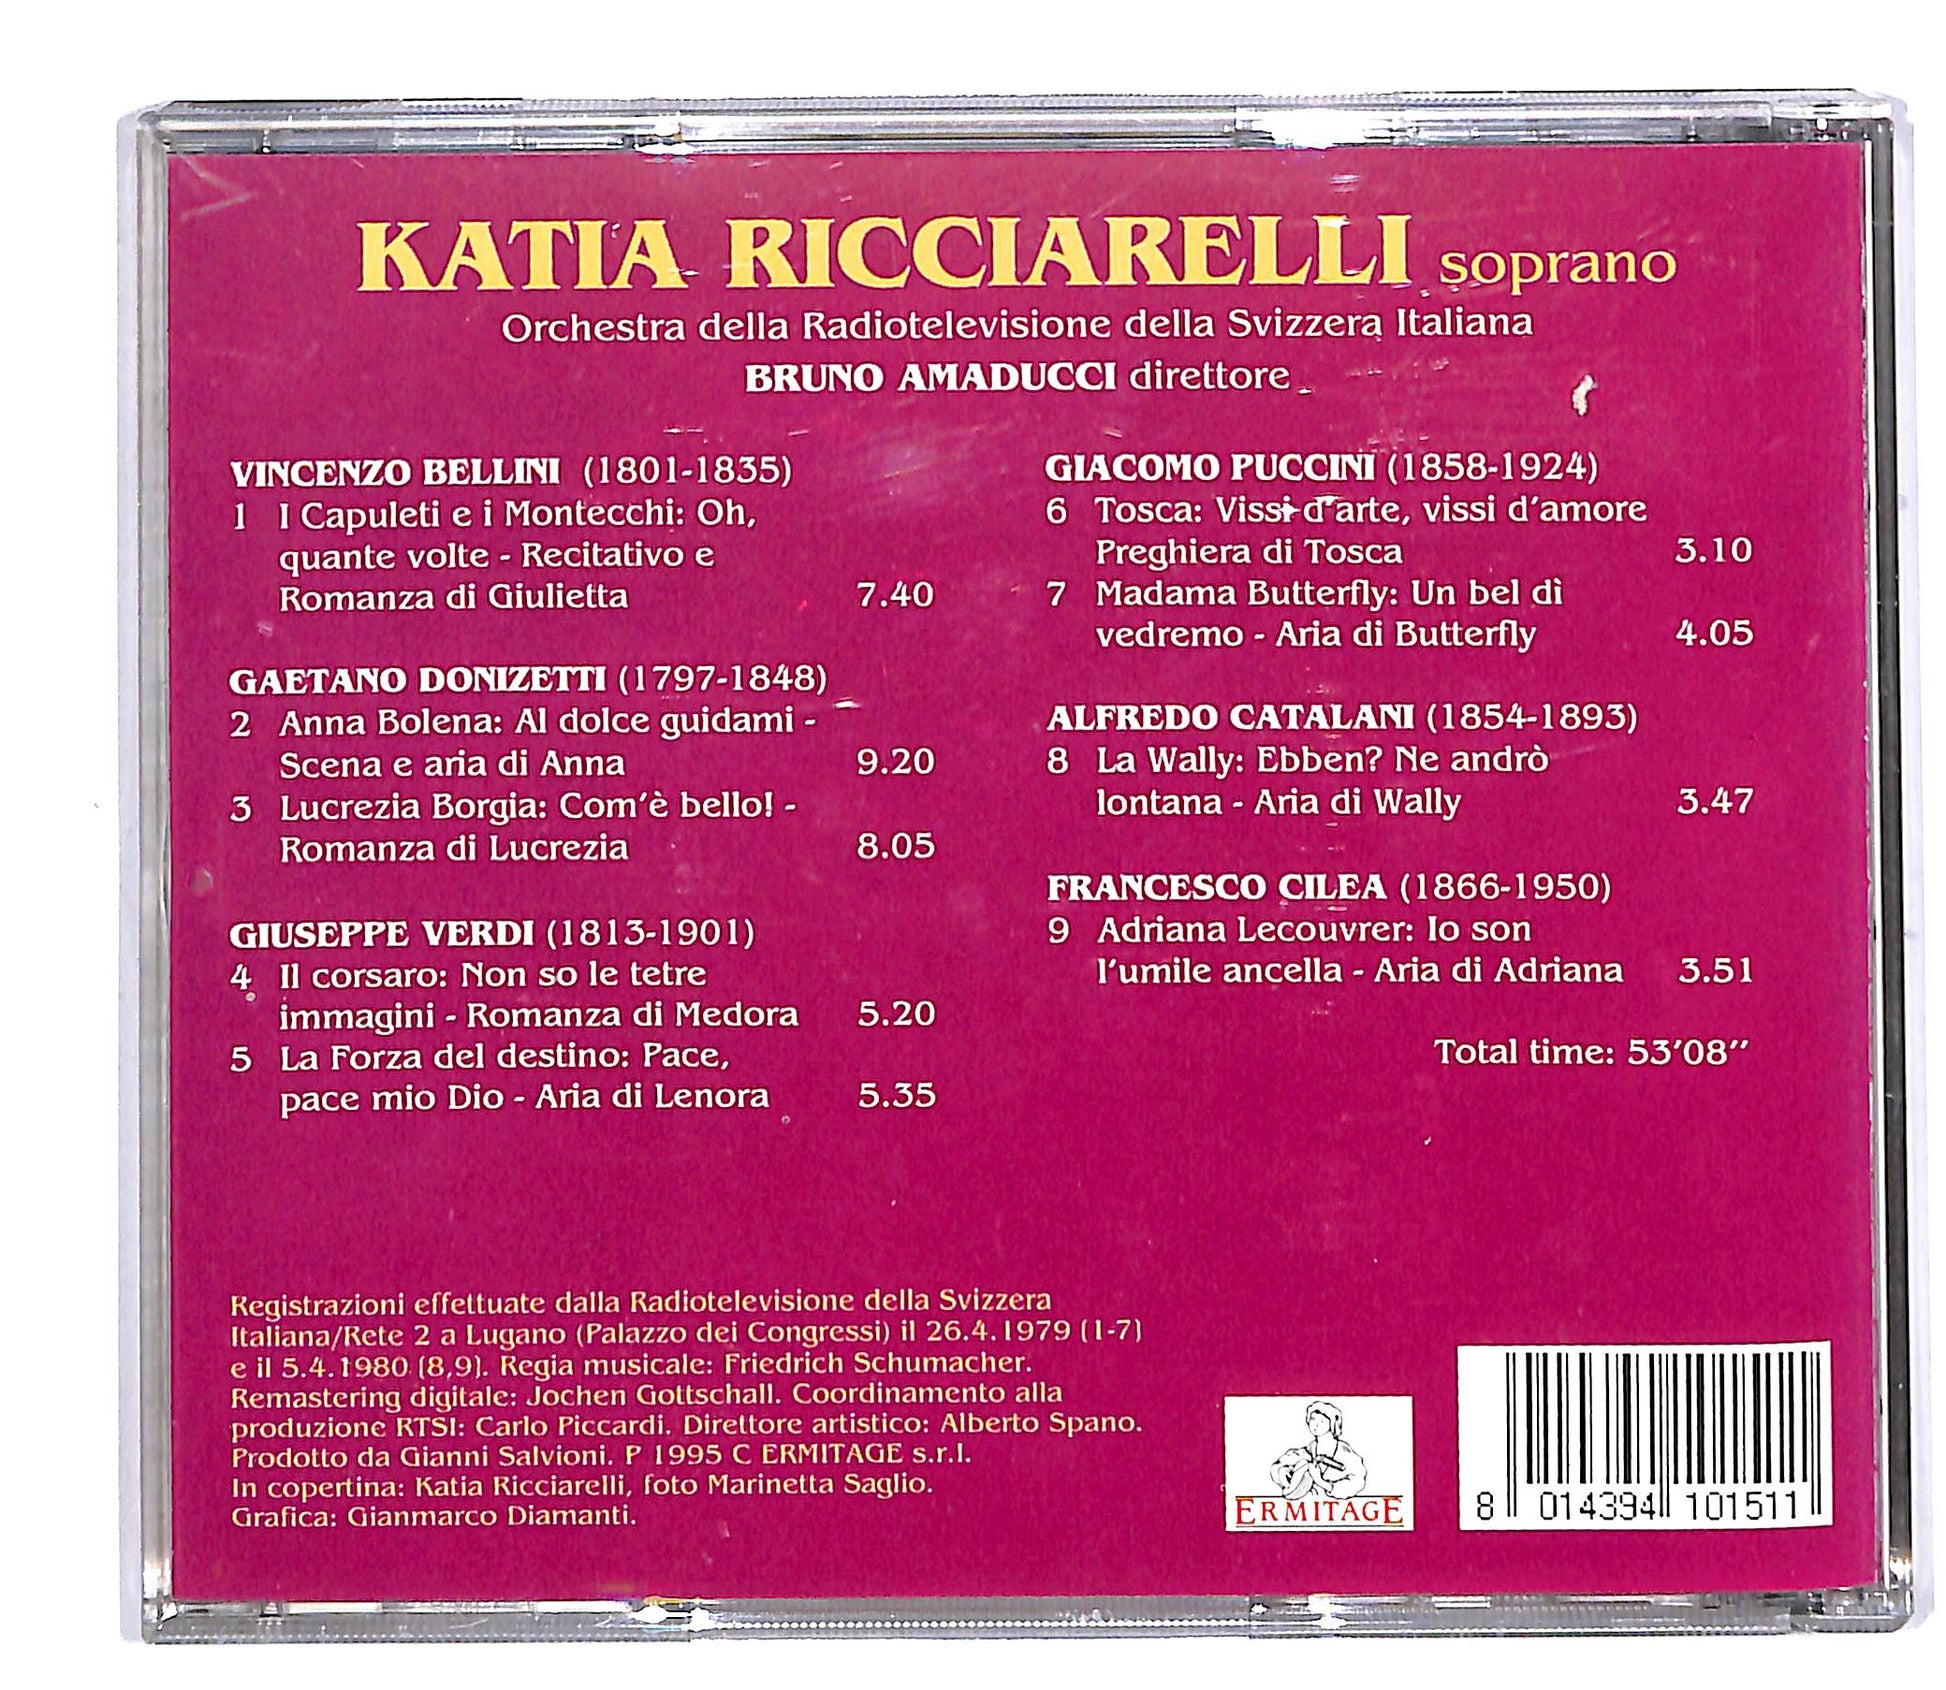 KATIA RICCIARELLI soprano
Orchestra della Radiotelevisione della Svizzera Italiana
BRUNO AMADUCCI direttore
VINCENZO BELLINI (1801-1835)
1 I Capuleti e i Montecchi: Oh,
quante volte - Recitativo e
Romanza di Giulietta 7.40
GAETANO DONIZETTI (1797-1848)
2 Anna Bolena: Al dolce guidami -
Scena e aria di Anna 9.20
3 Lucrezia Borgia: Com'è bello! -
Romanza di Lucrezia 8.05
GIUSEPPE VERDI (1813-1901)
4 Il corsaro: Non so le tetre
immagini - Romanza di Medora 5.20
5 La Forza del destino: Pace,
pace mio Dio - Aria di Lenora 5.35
GIACOMO PUCCINI (1858-1924)
6 Tosca: Vissi d'arte, vissi d'amore
Preghiera di Tosca 3.10
7 Madama Butterfly: Un bel dì
vedremo - Aria di Butterfly 4.05
ALFREDO CATALANI (1854-1893)
8 La Wally: Ebben? Ne andrò
lontana - Aria di Wally 3.47
FRANCESCO CILEA (1866-1950)
9 Adriana Lecouvrer: Io son
l'umile ancella - Aria di Adriana 3.51
Total time: 53'08"
Registrazioni effettuate dalla Radiotelevisione della Svizzera
Italiana/Rete 2 a Lugano (Palazzo dei Congressi) il 26.4.1979 (1-7)
e il 5.4.1980 (8,9). Regia musicale: Friedrich Schumacher.
Remastering digitale: Jochen Gottschall. Coordinamento alla
produzione RTSI: Carlo Piccardi. Direttore artistico: Alberto Spano.
Prodotto da Gianni Salvioni. P 1995 C ERMITAGE s.r.l.
In copertina: Katia Ricciarelli, foto Marinetta Saglio.
Grafica: Gianmarco Diamanti.
ERMITAGE
8 014394 101511